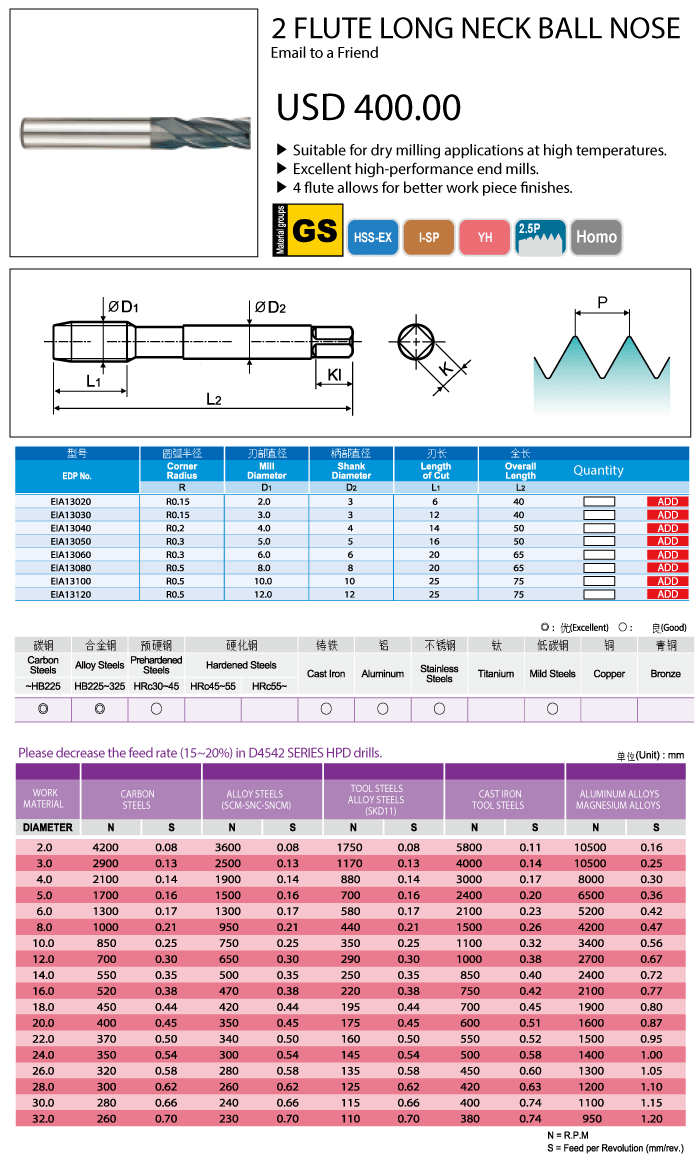 2 FLUTE LONG NECK BALL NOSE
Email to a Friend
USD 400.00
▶ Suitable for dry milling applications at high temperatures.
▶ Excellent high-performance end mills.
▶ 4 flute allows for better work piece finishes.
Material groups GS HSS-EX I-SP YH 2.5P Homo
ØD1 ØD2 P
L1 Kl K
L2
型号 圆弧半径 刃部直径 柄部直径 刃长 全长
EDP No. Corner Radius Mill Diameter Shank Diameter Length of Cut Overall Length Quantity
R D1 D2 L1 L2
EIA13020 R0.15 2.0 3 6 40 ADD
EIA13030 R0.15 3.0 3 12 40 ADD
EIA13040 R0.2 4.0 4 14 50 ADD
EIA13050 R0.3 5.0 5 16 50 ADD
EIA13060 R0.3 6.0 6 20 65 ADD
EIA13080 R0.5 8.0 8 20 65 ADD
EIA13100 R0.5 10.0 10 25 75 ADD
EIA13120 R0.5 12.0 12 25 75 ADD
◎ : 优(Excellent) ○ : 良(Good)
碳钢 合金钢 预硬钢 硬化钢 铸铁 铝 不锈钢 钛 低碳钢 铜 青铜
Carbon Steels Alloy Steels Prehardened Steels Hardened Steels Cast Iron Aluminum Stainless Steels Titanium Mild Steels Copper Bronze
~HB225 HB225~325 HRc30~45 HRc45~55 HRc55~
◎ ◎ ○ ○ ○ ○ ○
Please decrease the feed rate (15~20%) in D4542 SERIES HPD drills. 单位(Unit) : mm
WORK MATERIAL CARBON STEELS ALLOY STEELS (SCM-SNC-SNCM) TOOL STEELS ALLOY STEELS (SKD11) CAST IRON TOOL STEELS ALUMINUM ALLOYS MAGNESIUM ALLOYS
DIAMETER N S N S N S N S N S
2.0 4200 0.08 3600 0.08 1750 0.08 5800 0.11 10500 0.16
3.0 2900 0.13 2500 0.13 1170 0.13 4000 0.14 10500 0.25
4.0 2100 0.14 1900 0.14 880 0.14 3000 0.17 8000 0.30
5.0 1700 0.16 1500 0.16 700 0.16 2400 0.20 6500 0.36
6.0 1300 0.17 1300 0.17 580 0.17 2100 0.23 5200 0.42
8.0 1000 0.21 950 0.21 440 0.21 1500 0.26 4200 0.47
10.0 850 0.25 750 0.25 350 0.25 1100 0.32 3400 0.56
12.0 700 0.30 650 0.30 290 0.30 1000 0.38 2700 0.67
14.0 550 0.35 500 0.35 250 0.35 850 0.40 2400 0.72
16.0 520 0.38 470 0.38 220 0.38 750 0.42 2100 0.77
18.0 450 0.44 420 0.44 195 0.44 700 0.45 1900 0.80
20.0 400 0.45 350 0.45 175 0.45 600 0.51 1600 0.87
22.0 370 0.50 340 0.50 160 0.50 550 0.52 1500 0.95
24.0 350 0.54 300 0.54 145 0.54 500 0.58 1400 1.00
26.0 320 0.58 280 0.58 135 0.58 450 0.60 1300 1.05
28.0 300 0.62 260 0.62 125 0.62 420 0.63 1200 1.10
30.0 280 0.66 240 0.66 115 0.66 400 0.74 1100 1.15
32.0 260 0.70 230 0.70 110 0.70 380 0.74 950 1.20
N = R.P.M
S = Feed per Revolution (mm/rev.)